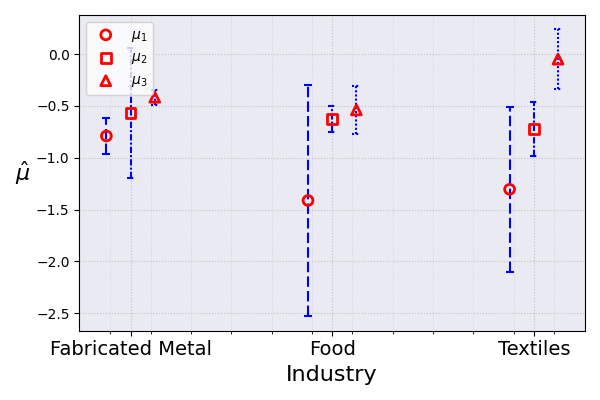 μ₁
μ₂
μ₃
0.0
−0.5
−1.0
−1.5
−2.0
−2.5
μ̂
Fabricated Metal Food Textiles
Industry